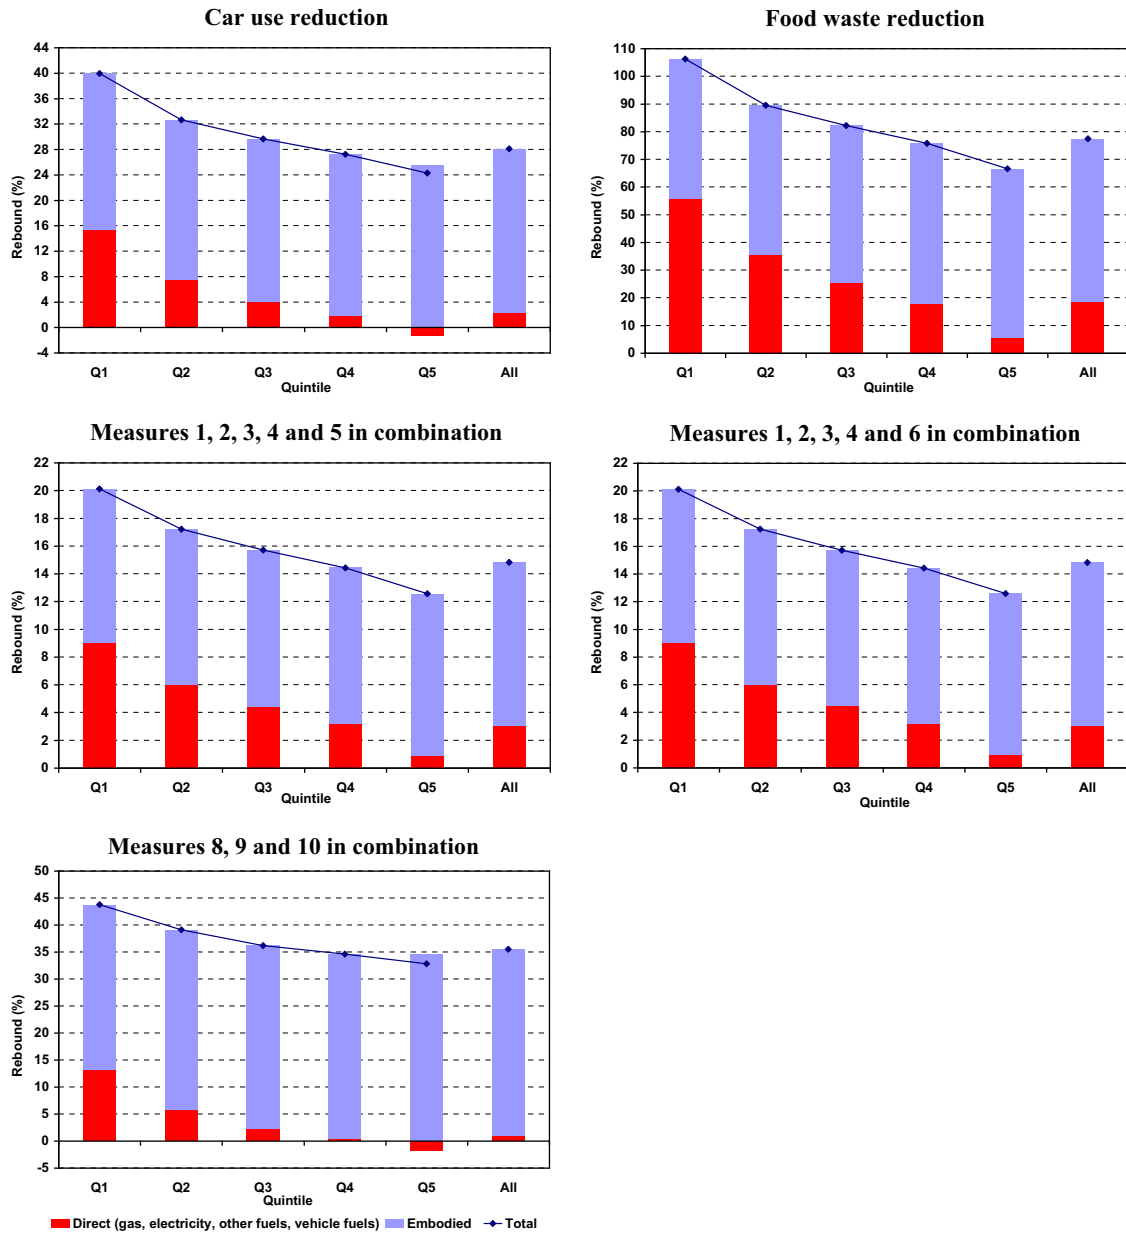 Car use reduction
44
40
36
32
28
24
20
16
12
8
4
0
-4
Rebound (%)
Q1 Q2 Q3 Q4 Q5 All
Quintile
Food waste reduction
110
100
90
80
70
60
50
40
30
20
10
0
Rebound (%)
Q1 Q2 Q3 Q4 Q5 All
Quintile
Measures 1, 2, 3, 4 and 5 in combination
22
20
18
16
14
12
10
8
6
4
2
0
Rebound (%)
Q1 Q2 Q3 Q4 Q5 All
Quintile
Measures 1, 2, 3, 4 and 6 in combination
22
20
18
16
14
12
10
8
6
4
2
0
Rebound (%)
Q1 Q2 Q3 Q4 Q5 All
Quintile
Measures 8, 9 and 10 in combination
50
45
40
35
30
25
20
15
10
5
0
-5
Rebound (%)
Q1 Q2 Q3 Q4 Q5 All
Quintile
Direct (gas, electricity, other fuels, vehicle fuels) Embodied Total